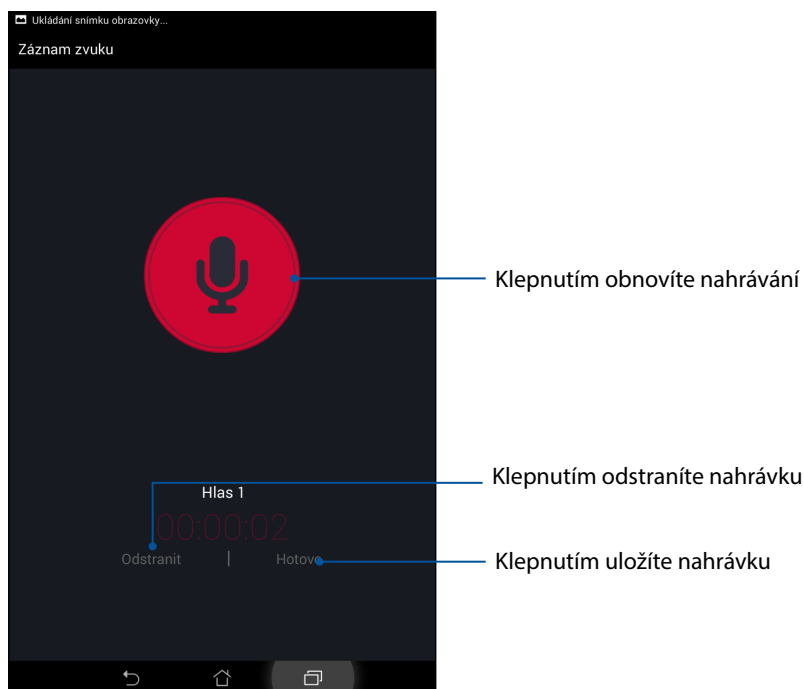 Ukládání snímku obrazovky...
Záznam zvuku
Klepnutím obnovíte nahrávání
Klepnutím odstraníte nahrávku
Hlas 1
00:00:02
Odstranit | Hotovo
Klepnutím uložíte nahrávku